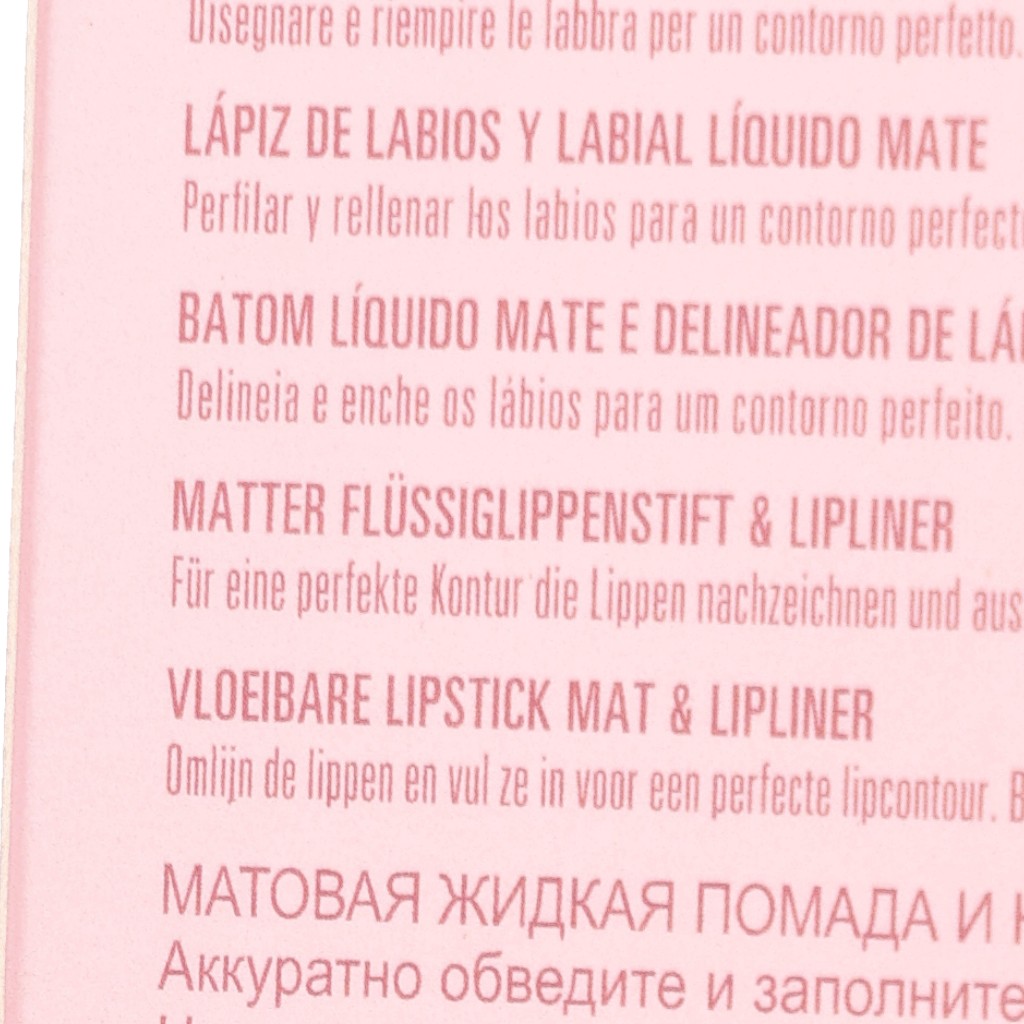 Disegnare e riempire le labbra per un contorno perfetto.
LÁPIZ DE LABIOS Y LABIAL LÍQUIDO MATE
Perfilar y rellenar los labios para un contorno perfect
BATOM LÍQUIDO MATE E DELINEADOR DE LÁ
Delineia e enche os lábios para um contorno perfeito.
MATTER FLÜSSIGLIPPENSTIFT & LIPLINER
Für eine perfekte Kontur die Lippen nachzeichnen und aus
VLOEIBARE LIPSTICK MAT & LIPLINER
Omlijn de lippen en vul ze in voor een perfecte lipcontour. B
МАТОВАЯ ЖИДКАЯ ПОМАДА И
Аккуратно обведите и заполните